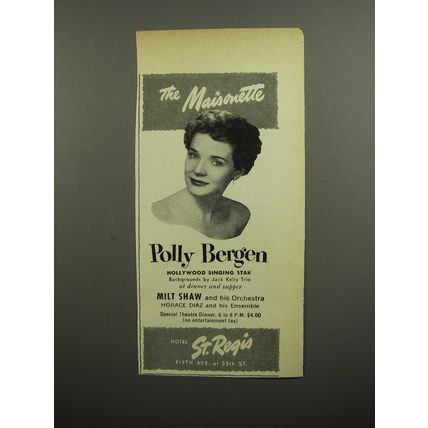 The Maisonette
Polly Bergen
HOLLYWOOD SINGING STAR
Backgrounds by Jack Kelly Trio
at dinner and supper
MILT SHAW and his Orchestra
HORACE DIAZ and his Ensemble
Special Theatre Dinner, 6 to 8 P.M. $4.00
(no entertainment tax)
HOTEL St. Regis
FIFTH AVE. at 55th ST.